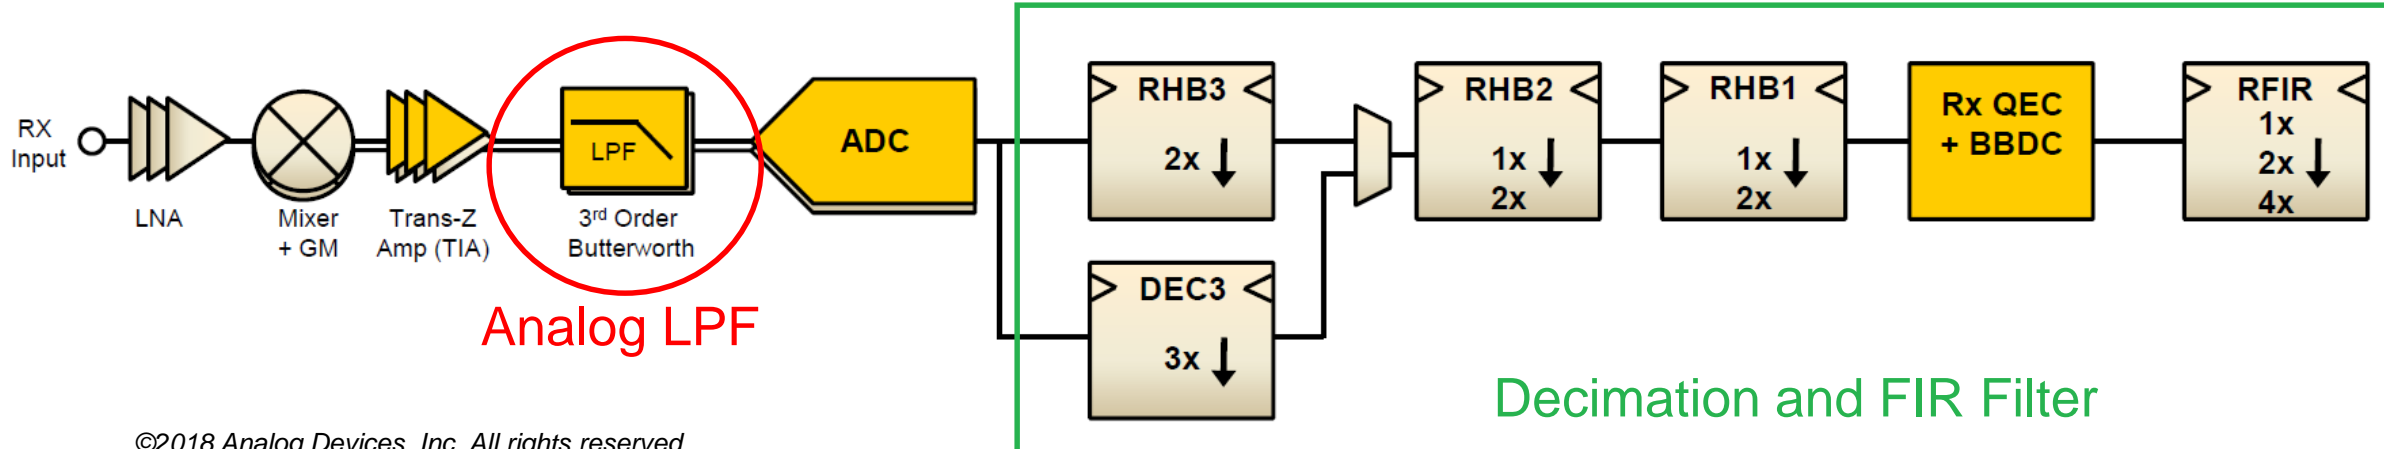 RX
Input
LNA
Mixer
+ GM
Trans-Z
Amp (TIA)
LPF
3rd Order
Butterworth
Analog LPF
ADC
RHB3
2x
DEC3
3x
RHB2
1x
2x
RHB1
1x
2x
Rx QEC
+ BBDC
RFIR
1x
2x
4x
Decimation and FIR Filter
©2018 Analog Devices, Inc. All rights reserved